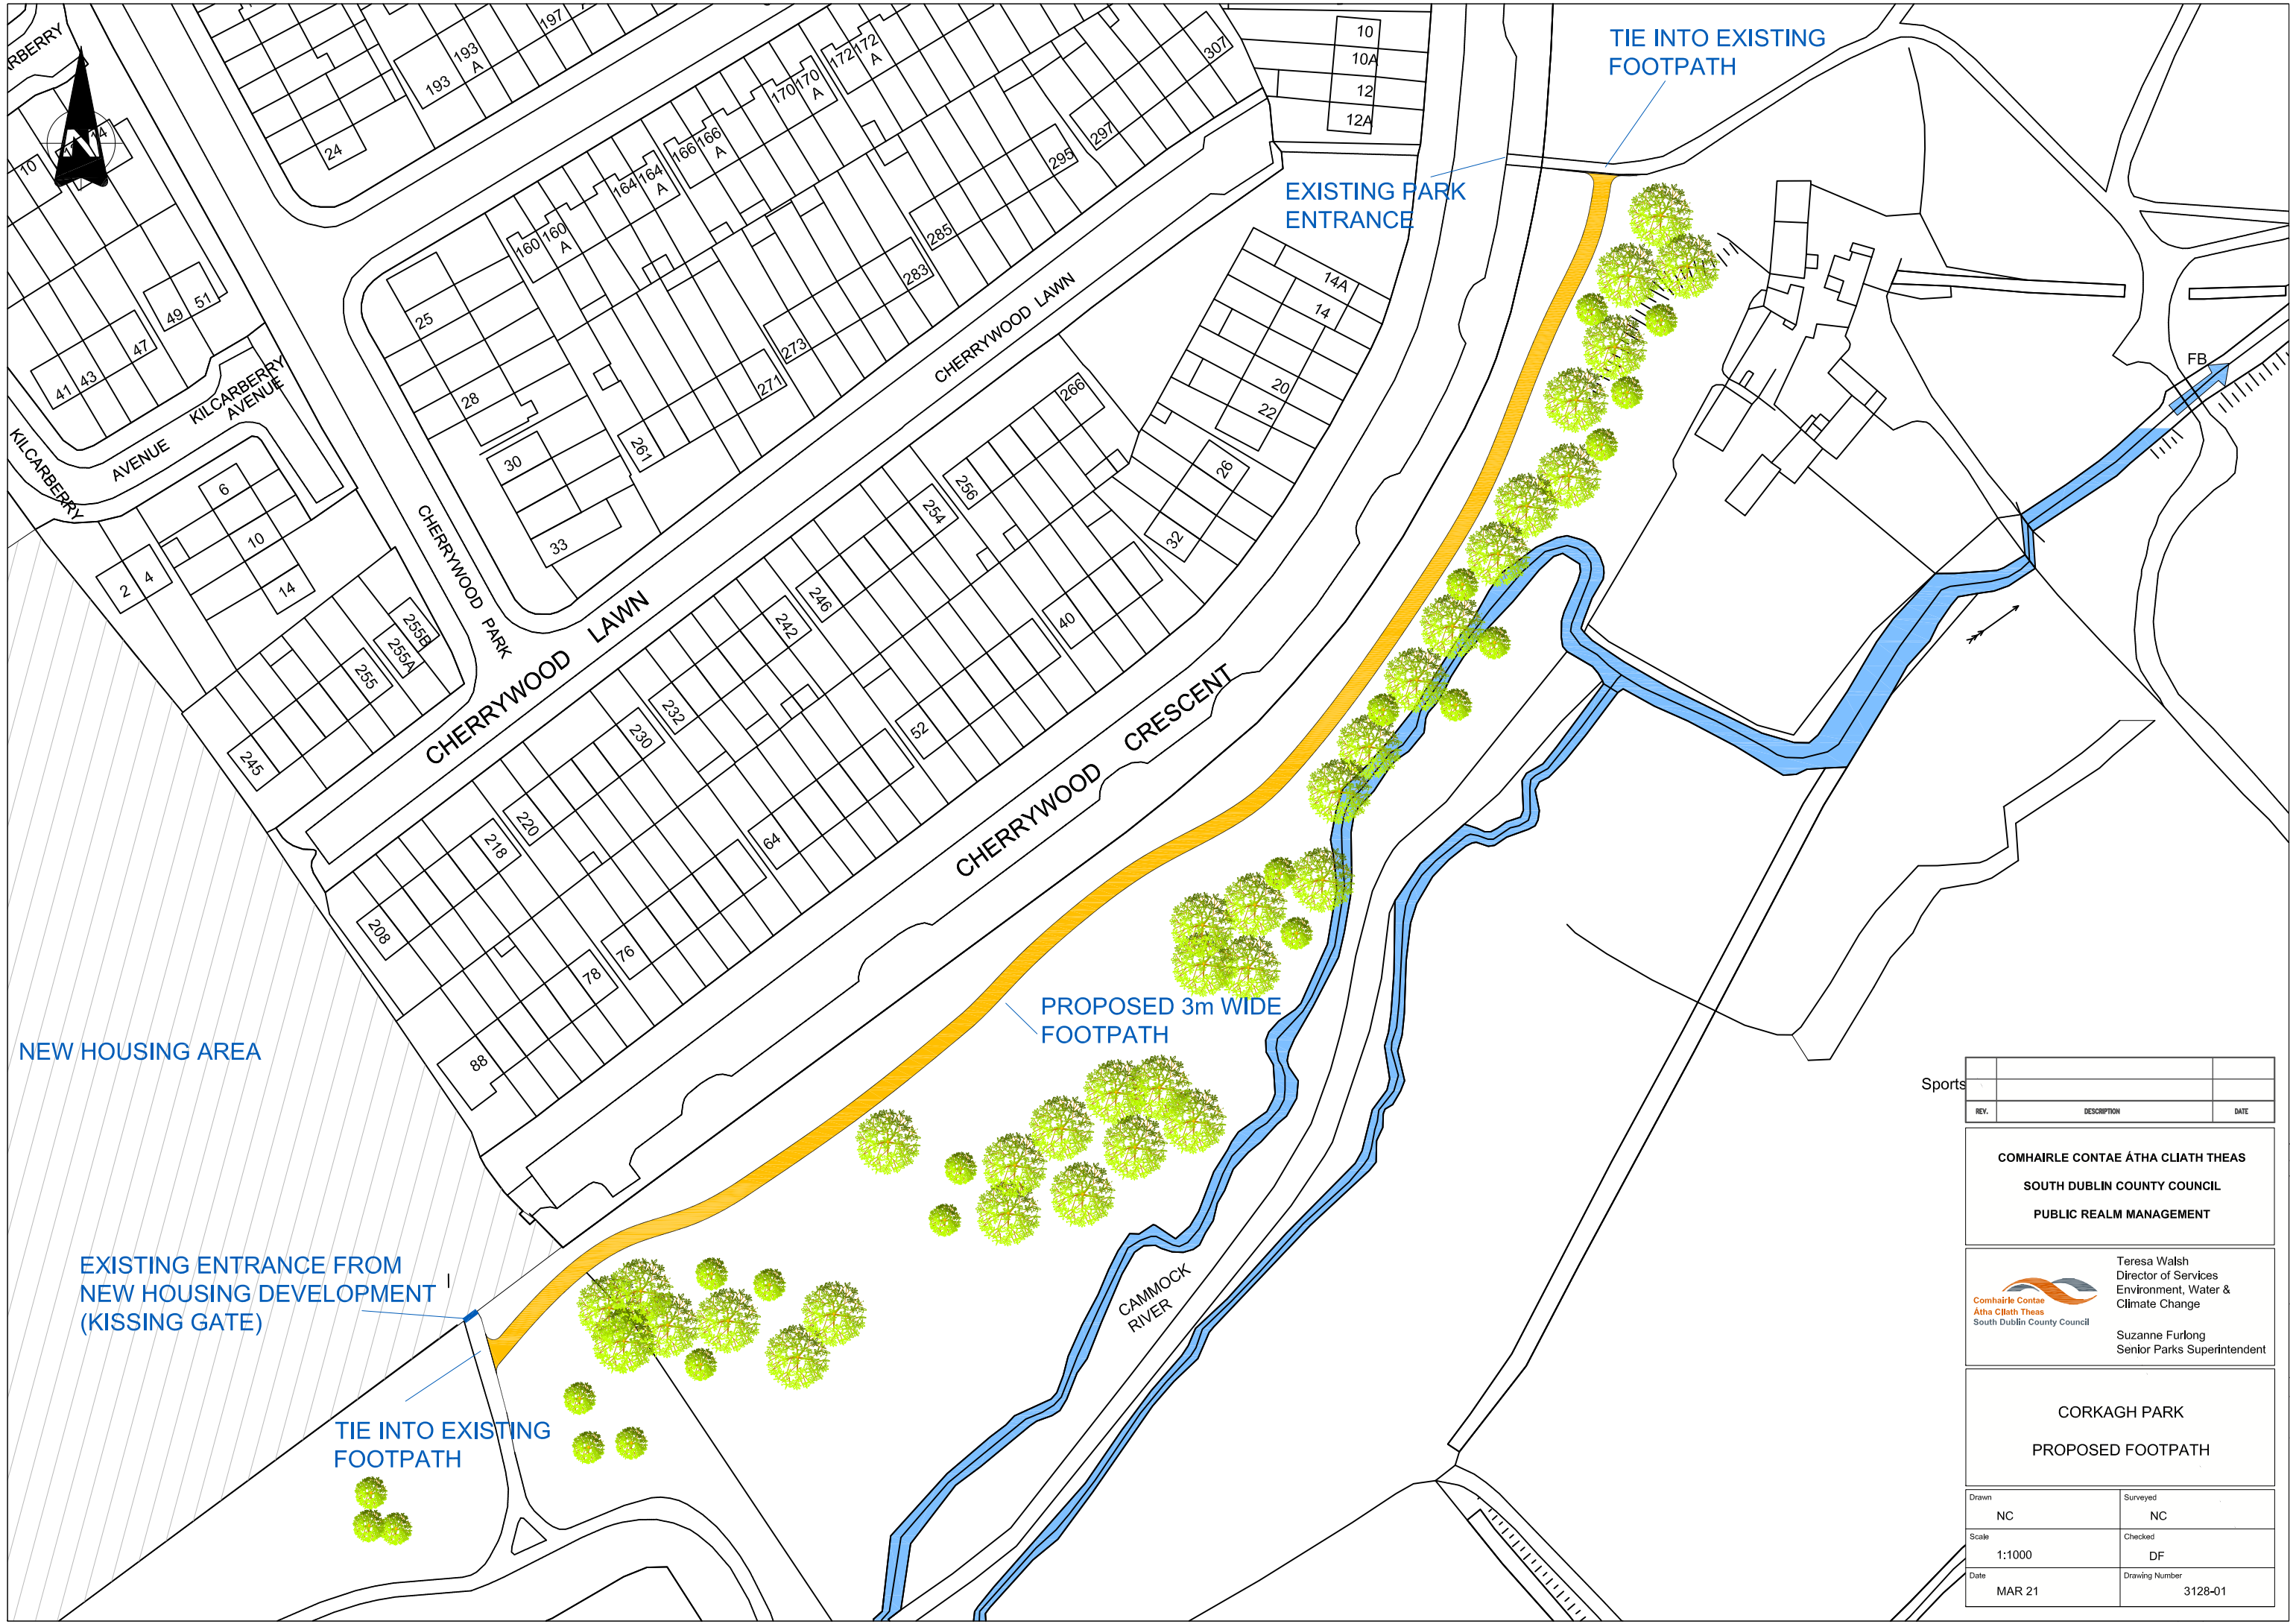 RBERRY
193
193
A
197
24
10
14
N
172
172
A
170
170
A
166
166
A
164
164
A
160
160
A
307
297
295
285
283
273
271
261
10
10A
12
12A
TIE INTO EXISTING
FOOTPATH
EXISTING PARK
ENTRANCE
49
51
47
43
41
KILCARBERRY
AVENUE
AVENUE
KILCARBERRY
25
28
30
33
CHERRYWOOD LAWN
14A
14
20
22
26
32
266
256
254
246
242
232
230
220
218
208
FB
6
10
14
2
4
CHERRYWOOD PARK
255B
255A
255
245
CHERRYWOOD LAWN
40
52
64
76
78
88
CHERRYWOOD CRESCENT
PROPOSED 3m WIDE
FOOTPATH
NEW HOUSING AREA
EXISTING ENTRANCE FROM
NEW HOUSING DEVELOPMENT
(KISSING GATE)
TIE INTO EXISTING
FOOTPATH
CAMMOCK
RIVER
Sports
REV.
DESCRIPTION
DATE
COMHAIRLE CONTAE ÁTHA CLIATH THEAS
SOUTH DUBLIN COUNTY COUNCIL
PUBLIC REALM MANAGEMENT
Comhairle Contae
Átha Cliath Theas
South Dublin County Council
Teresa Walsh
Director of Services
Environment, Water &
Climate Change
Suzanne Furlong
Senior Parks Superintendent
CORKAGH PARK
PROPOSED FOOTPATH
Drawn
NC
Surveyed
NC
Scale
1:1000
Checked
DF
Date
MAR 21
Drawing Number
3128-01